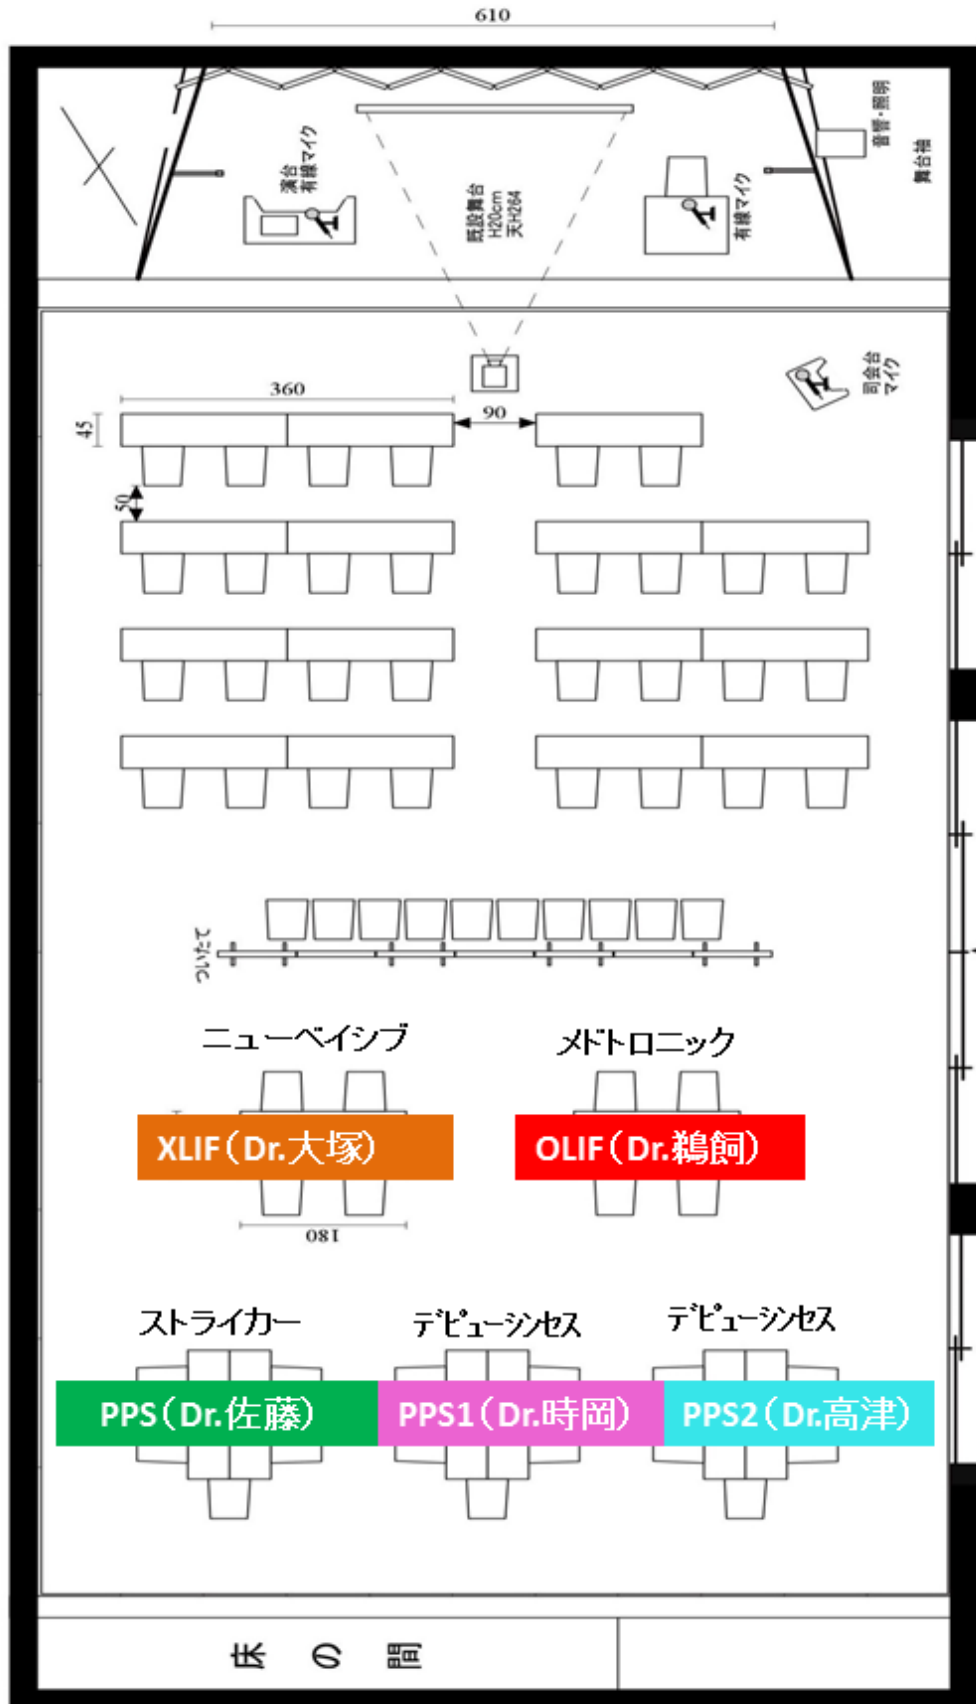 610
音響・照明
舞台袖
演台
有線マイク
既設舞台
H20cm
天H264
有線マイク
司会台
マイク
360
90
45
50
ついたて
ニューベイシブ
メドトロニック
XLIF(Dr.大塚)
OLIF(Dr.鵜飼)
180
ストライカー
デピューシンセス
デピューシンセス
PPS(Dr.佐藤)
PPS1(Dr.時岡)
PPS2(Dr.高津)
床の間